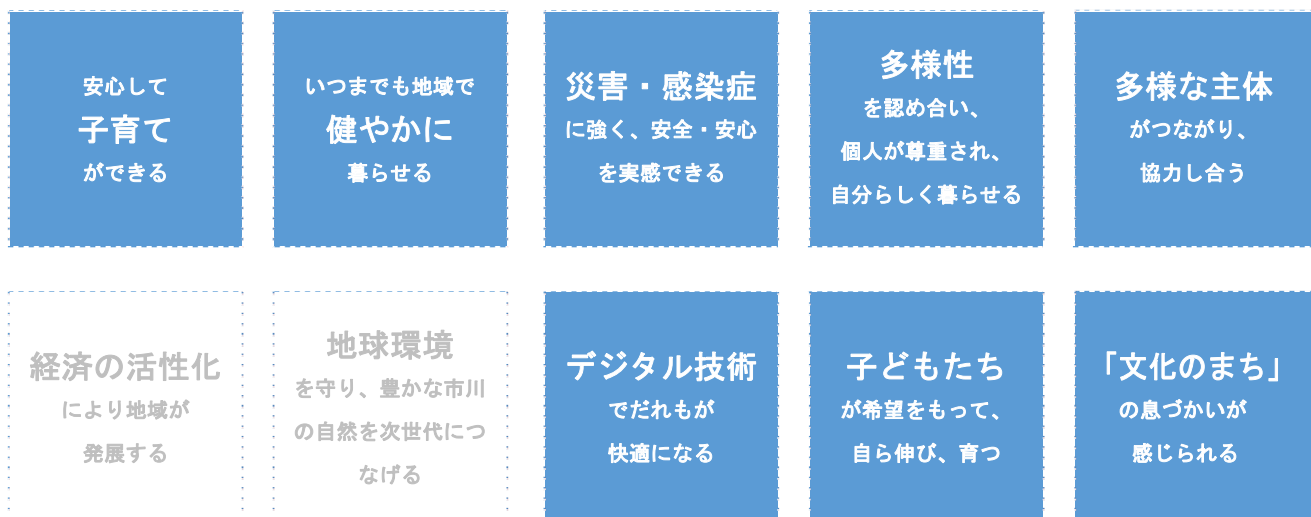 安心して
子育て
ができる
いつまでも地域で
健やかに
暮らせる
災害・感染症
に強く、安全・安心
を実感できる
多様性
を認め合い、
個人が尊重され、
自分らしく暮らせる
多様な主体
がつながり、
協力し合う
経済の活性化
により地域が
発展する
地球環境
を守り、豊かな市川
の自然を次世代につ
なげる
デジタル技術
でだれもが
快適になる
子どもたち
が希望をもって、
自ら伸び、育つ
「文化のまち」
の息づかいが
感じられる